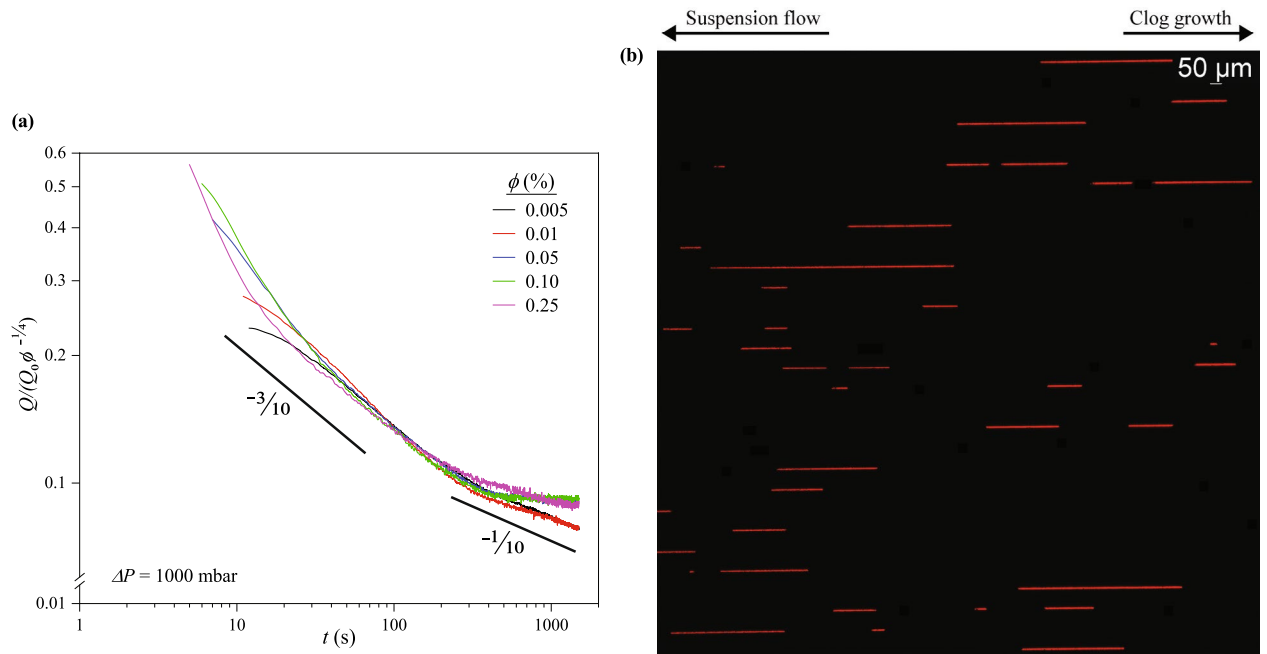 (a)
0.6
0.5
0.4
0.3
0.2
0.1
0.01
Q/(Q₀ϕ⁻¹ᐟ⁴)
ϕ (%)
0.005
0.01
0.05
0.10
0.25
−3/10
−1/10
ΔP = 1000 mbar
1 10 100 1000
t (s)
Suspension flow Clog growth
(b)
50 µm